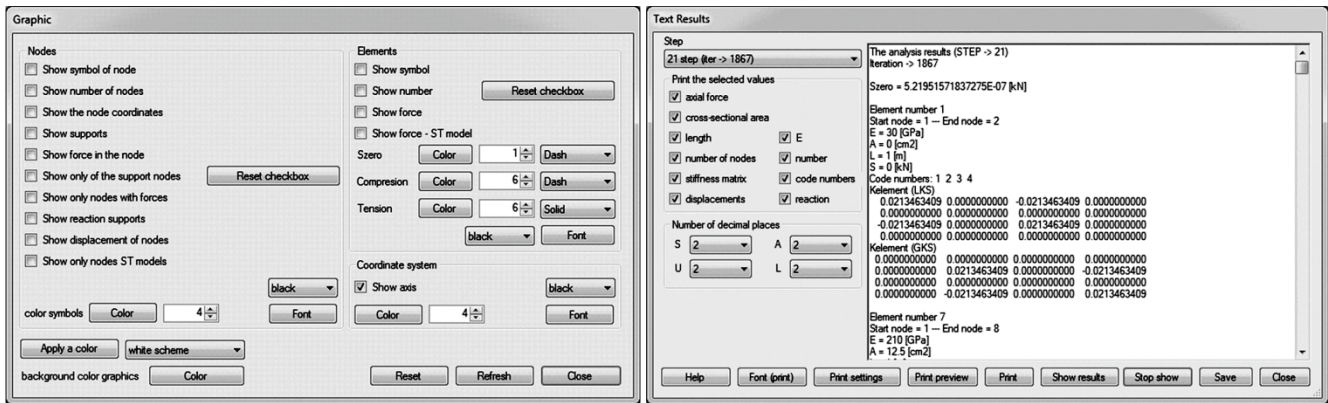 Graphic
Nodes
Show symbol of node
Show number of nodes
Show the node coordinates
Show supports
Show force in the node
Show only of the support nodes
Reset checkbox
Show only nodes with forces
Show reaction supports
Show displacement of nodes
Show only nodes ST models
black
color symbols Color 4 Font
Elements
Show symbol
Show number Reset checkbox
Show force
Show force - ST model
Szero Color 1 Dash
Compresion Color 6 Dash
Tension Color 6 Solid
black Font
Coordinate system
Show axis black
Color 4 Font
Apply a color white scheme
background color graphics Color
Reset Refresh Close
Text Results
Step
21 step (iter -> 1867)
Print the selected values
axial force
cross-sectional area
length E
number of nodes number
stiffness matrix code numbers
displacements reaction
Number of decimal places
S 2 A 2
U 2 L 2
The analysis results (STEP -> 21)
Iteration -> 1867
Szero = 5.21951571837275E-07 [kN]
Element number 1
Start node = 1 --- End node = 2
E = 30 [GPa]
A = 0 [cm2]
L = 1 [m]
S = 0 [kN]
Code numbers: 1 2 3 4
Kelement (LKS)
0.0213463409 0.0000000000 -0.0213463409 0.0000000000
0.0000000000 0.0000000000 0.0000000000 0.0000000000
-0.0213463409 0.0000000000 0.0213463409 0.0000000000
0.0000000000 0.0000000000 0.0000000000 0.0000000000
Kelement (GKS)
0.0000000000 0.0000000000 0.0000000000 0.0000000000
0.0000000000 0.0213463409 0.0000000000 -0.0213463409
0.0000000000 0.0000000000 0.0000000000 0.0000000000
0.0000000000 -0.0213463409 0.0000000000 0.0213463409
Element number 7
Start node = 1 --- End node = 8
E = 210 [GPa]
A = 12.5 [cm2]
Help Font (print) Print settings Print preview Print Show results Stop show Save Close